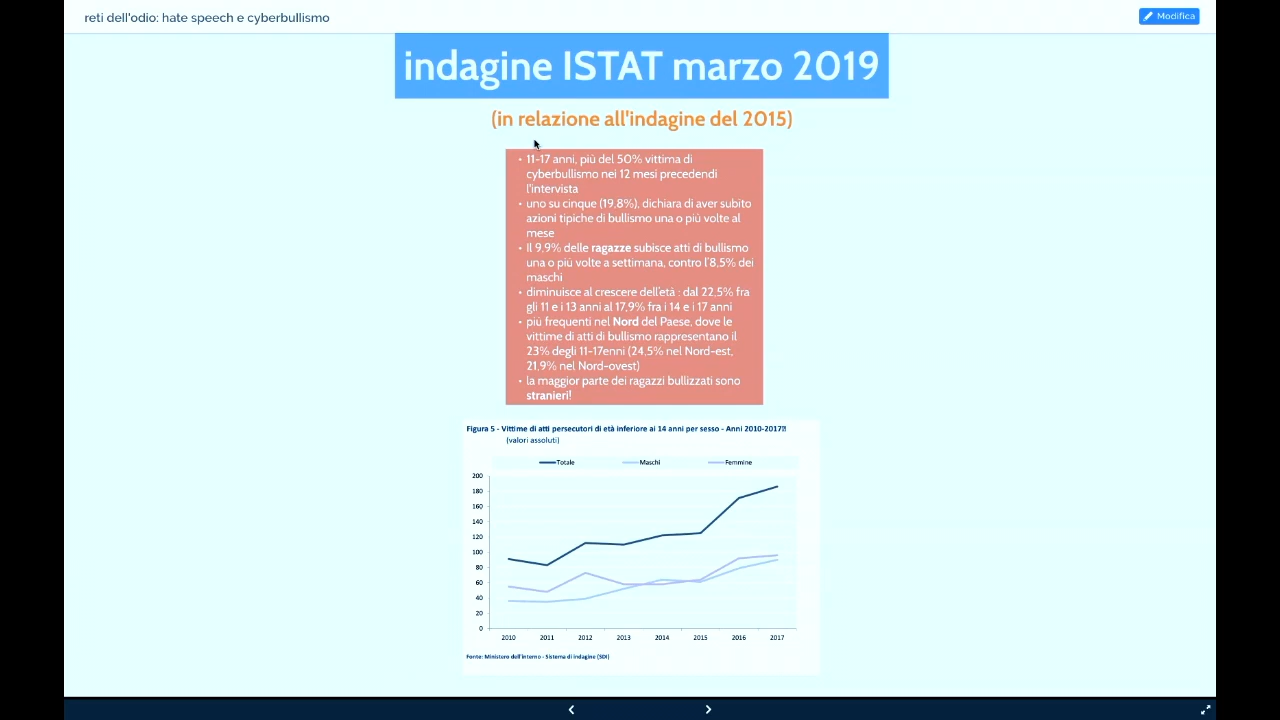 reti dell'odio: hate speech e cyberbullismo
Modifica
indagine ISTAT marzo 2019
(in relazione all'indagine del 2015)
• 11-17 anni, più del 50% vittima di
cyberbullismo nei 12 mesi precedendi
l'intervista
• uno su cinque (19,8%), dichiara di aver subito
azioni tipiche di bullismo una o più volte al
mese
• Il 9,9% delle ragazze subisce atti di bullismo
una o più volte a settimana, contro l'8,5% dei
maschi
• diminuisce al crescere dell'età : dal 22,5% fra
gli 11 e i 13 anni al 17,9% fra i 14 e i 17 anni
• più frequenti nel Nord del Paese, dove le
vittime di atti di bullismo rappresentano il
23% degli 11-17enni (24,5% nel Nord-est,
21,9% nel Nord-ovest)
• la maggior parte dei ragazzi bullizzati sono
stranieri!
Figura 5 - Vittime di atti persecutori di età inferiore ai 14 anni per sesso - Anni 2010-2017
(valori assoluti)
Totale Maschi Femmine
200
180
160
140
120
100
80
60
40
20
0
2010 2011 2012 2013 2014 2015 2016 2017
Fonte: Ministero dell'Interno - Sistema di indagine (SDI)